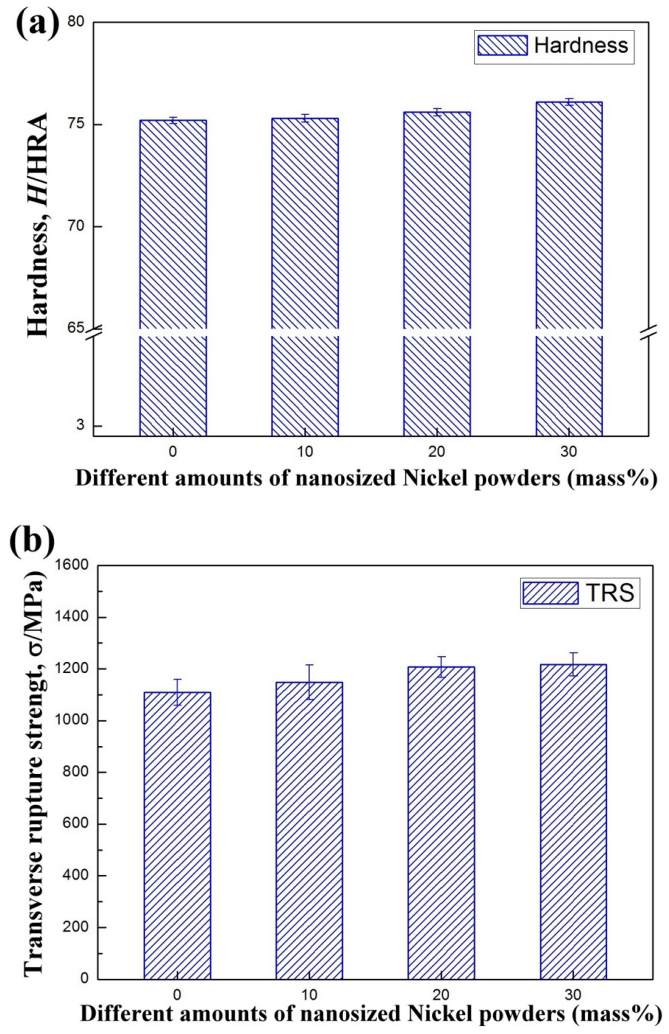 (a)
Hardness, H/HRA
80
75
70
65
3
Hardness
0 10 20 30
Different amounts of nanosized Nickel powders (mass%)
(b)
Transverse rupture strengt, σ/MPa)
1600
1400
1200
1000
800
600
400
200
0
TRS
0 10 20 30
Different amounts of nanosized Nickel powders (mass%)